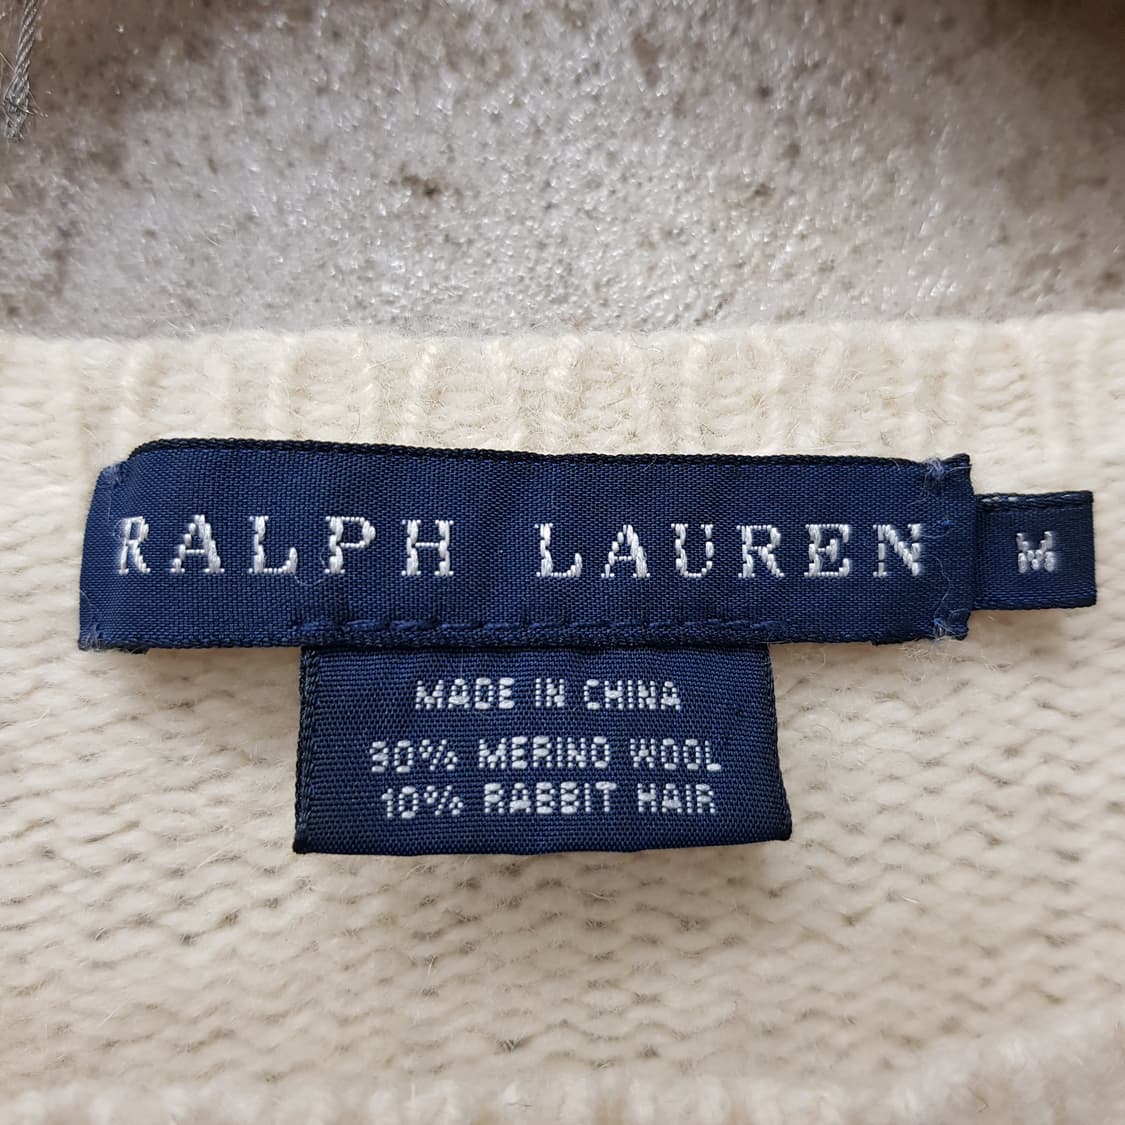 RALPH LAUREN
M
MADE IN CHINA
90% MERINO WOOL
10% RABBIT HAIR